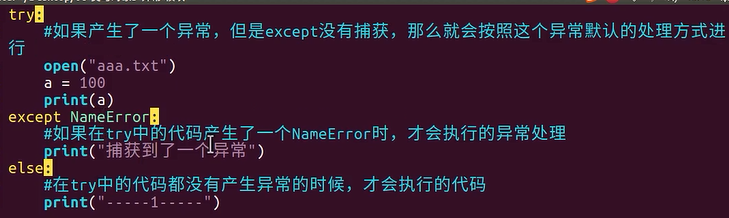 try:
    #如果产生了一个异常，但是except没有捕获，那么就会按照这个异常默认的处理方式进
行
    open("aaa.txt")
    a = 100
    print(a)
except NameError:
    #如果在try中的代码产生了一个NameError时，才会执行的异常处理
    print("捕获到了一个异常")
else:
    #在try中的代码都没有产生异常的时候，才会执行的代码
    print("-----1-----")